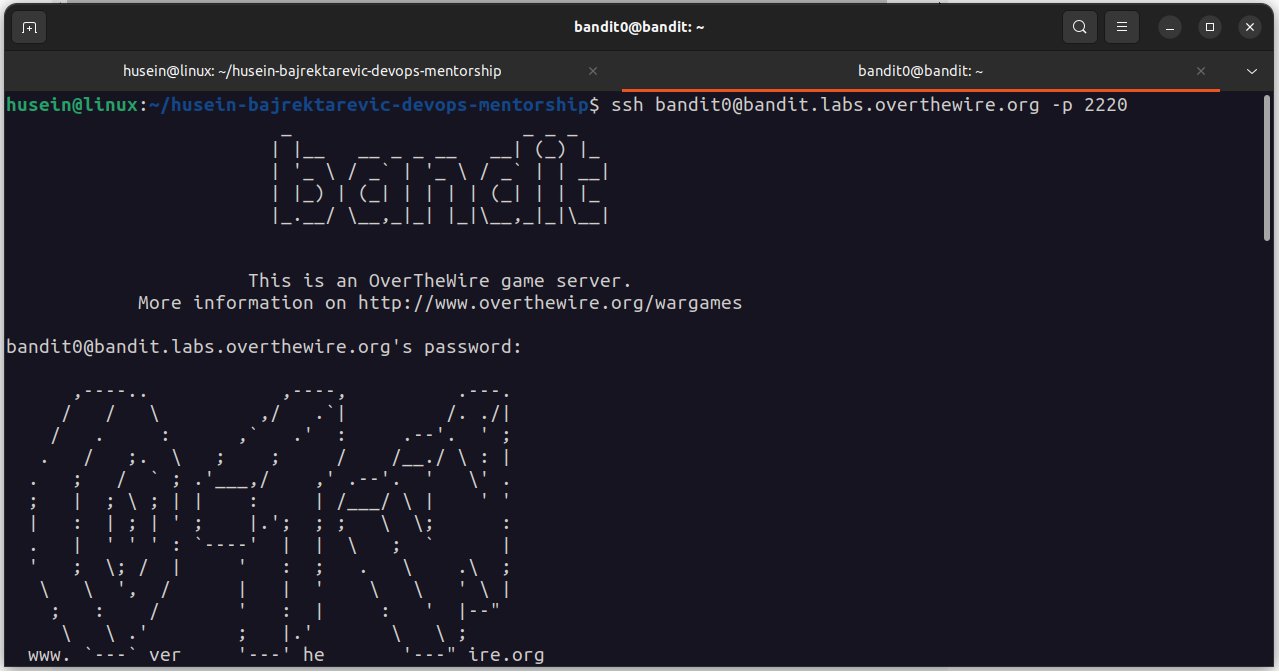 bandit0@bandit: ~
husein@linux: ~/husein-bajrektarevic-devops-mentorship
bandit0@bandit: ~
husein@linux:~/husein-bajrektarevic-devops-mentorship$ ssh bandit0@bandit.labs.overthewire.org -p 2220
bandit
This is an OverTheWire game server.
More information on http://www.overthewire.org/wargames
bandit0@bandit.labs.overthewire.org's password:
www. `---` ver '---' he '---" ire.org